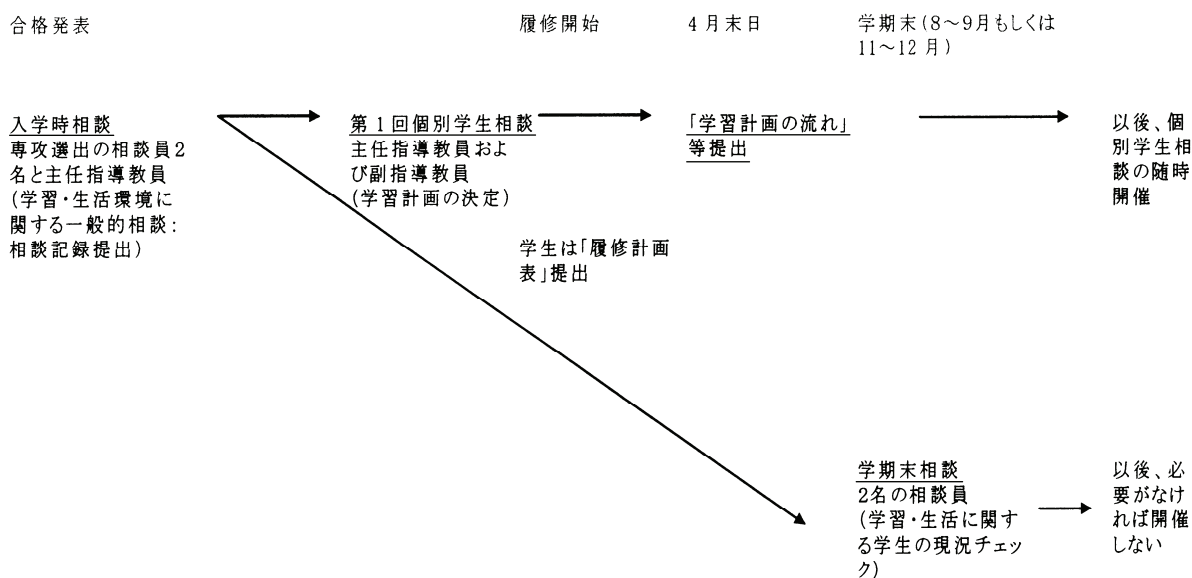 合格発表
履修開始
4月末日
学期末(8～9月もしくは
11～12月)
入学時相談
専攻選出の相談員2
名と主任指導教員
(学習・生活環境に
関する一般的相談:
相談記録提出)
第1回個別学生相談
主任指導教員およ
び副指導教員
(学習計画の決定)
学生は「履修計画
表」提出
「学習計画の流れ」
等提出
以後、個
別学生相
談の随時
開催
学期末相談
2名の相談員
(学習・生活に関す
る学生の現況チェッ
ク)
以後、必
要がなけ
れば開催
しない